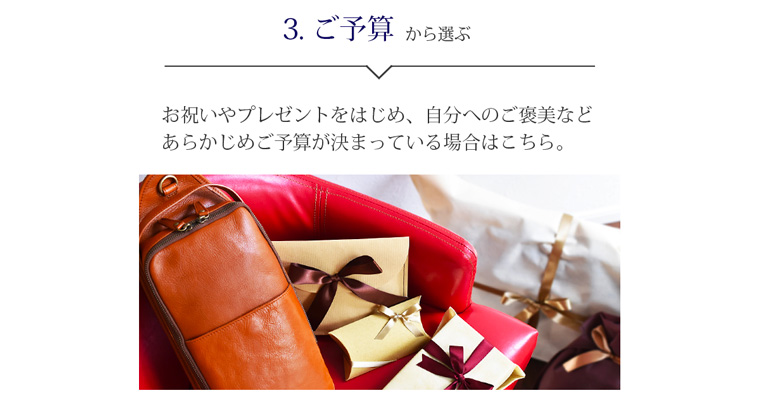 3. ご予算 から選ぶ
お祝いやプレゼントをはじめ、自分へのご褒美など
あらかじめご予算が決まっている場合はこちら。